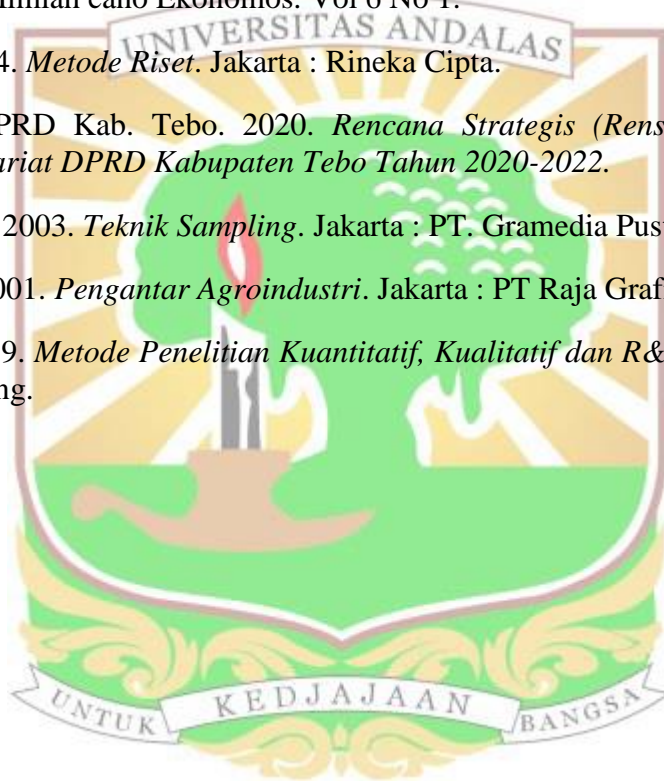 Ilmiah cano Ekonomos. Vol 6 No 1.
UNIVERSITAS ANDALAS
4. Metode Riset. Jakarta : Rineka Cipta.
PRD Kab. Tebo. 2020. Rencana Strategis (Rens
ariat DPRD Kabupaten Tebo Tahun 2020-2022.
2003. Teknik Sampling. Jakarta : PT. Gramedia Pus
001. Pengantar Agroindustri. Jakarta : PT Raja Graf
9. Metode Penelitian Kuantitatif, Kualitatif dan R&
ng.
UNTUK KEDJAJAAN BANGSA